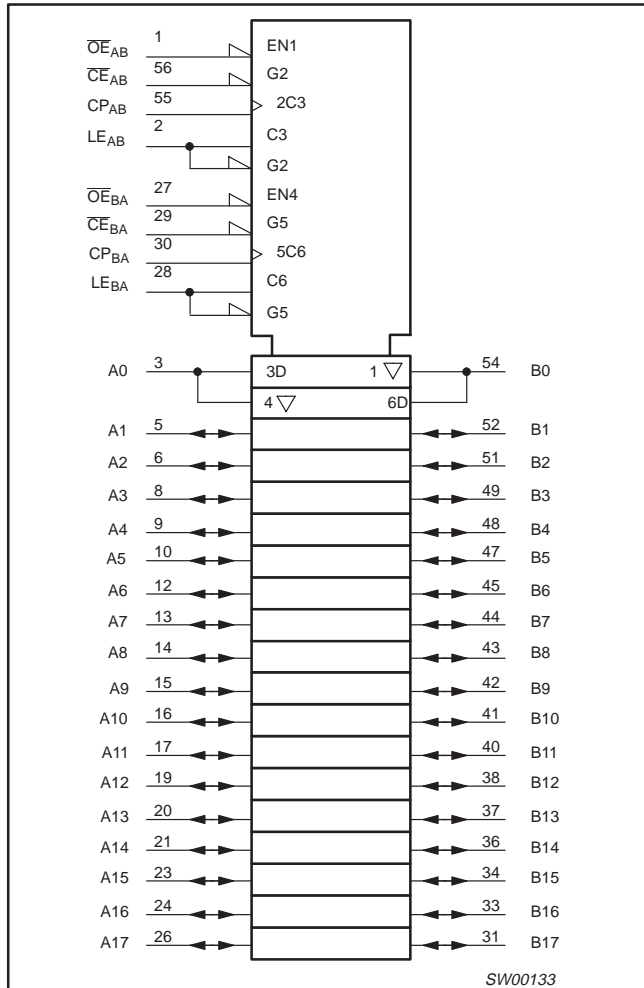 O̅E̅AB 1 EN1
C̅E̅AB 56 G2
CPAB 55 2C3
LEAB 2 C3
G2
O̅E̅BA 27 EN4
C̅E̅BA 29 G5
CPBA 30 5C6
LEBA 28 C6
G5
A0 3 3D 1 ▽ 54 B0
4 ▽ 6D
A1 5 52 B1
A2 6 51 B2
A3 8 49 B3
A4 9 48 B4
A5 10 47 B5
A6 12 45 B6
A7 13 44 B7
A8 14 43 B8
A9 15 42 B9
A10 16 41 B10
A11 17 40 B11
A12 19 38 B12
A13 20 37 B13
A14 21 36 B14
A15 23 34 B15
A16 24 33 B16
A17 26 31 B17
SW00133